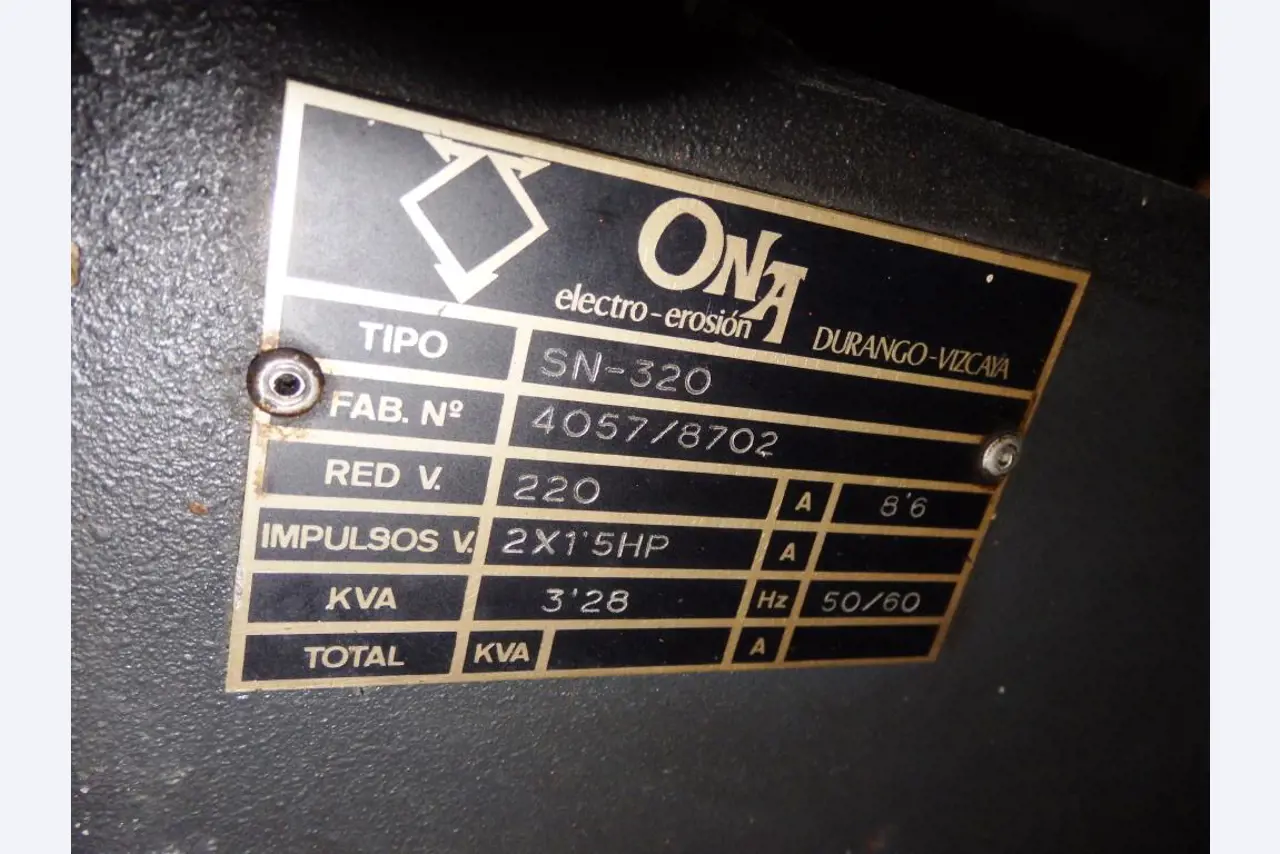 ONA
electro-erosión DURANGO-VIZCAYA
TIPO SN-320
FAB. Nº 4057/8702
RED V. 220 A 8'6
IMPULSOS V. 2X1'5HP A
KVA 3'28 Hz 50/60
TOTAL KVA A